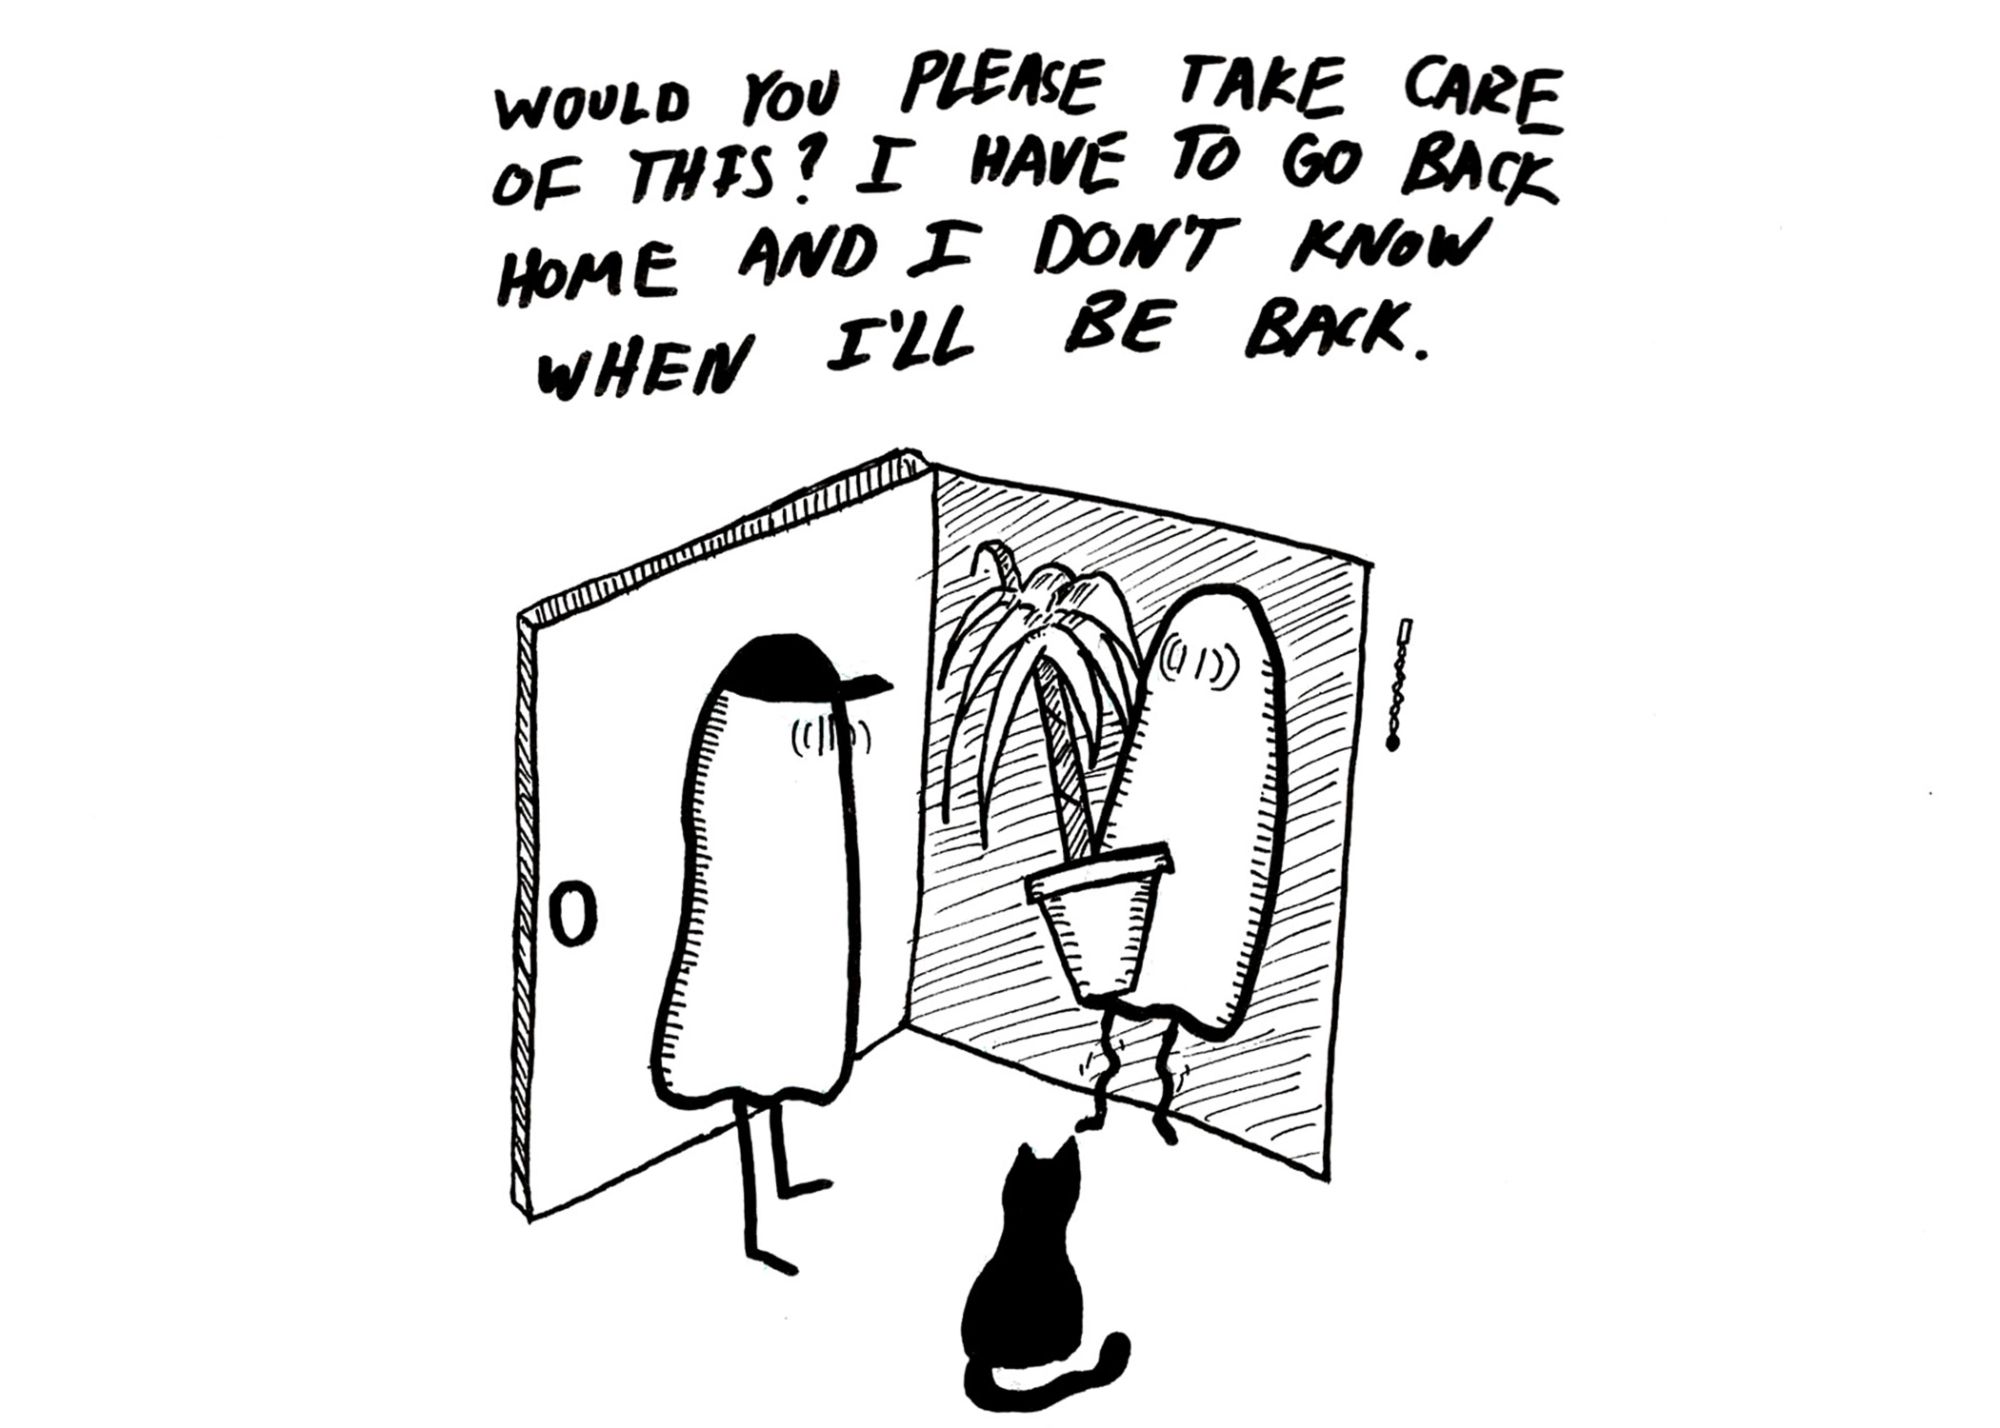 WOULD YOU PLEASE TAKE CARE
OF THIS? I HAVE TO GO BACK
HOME AND I DON'T KNOW
WHEN I'LL BE BACK.